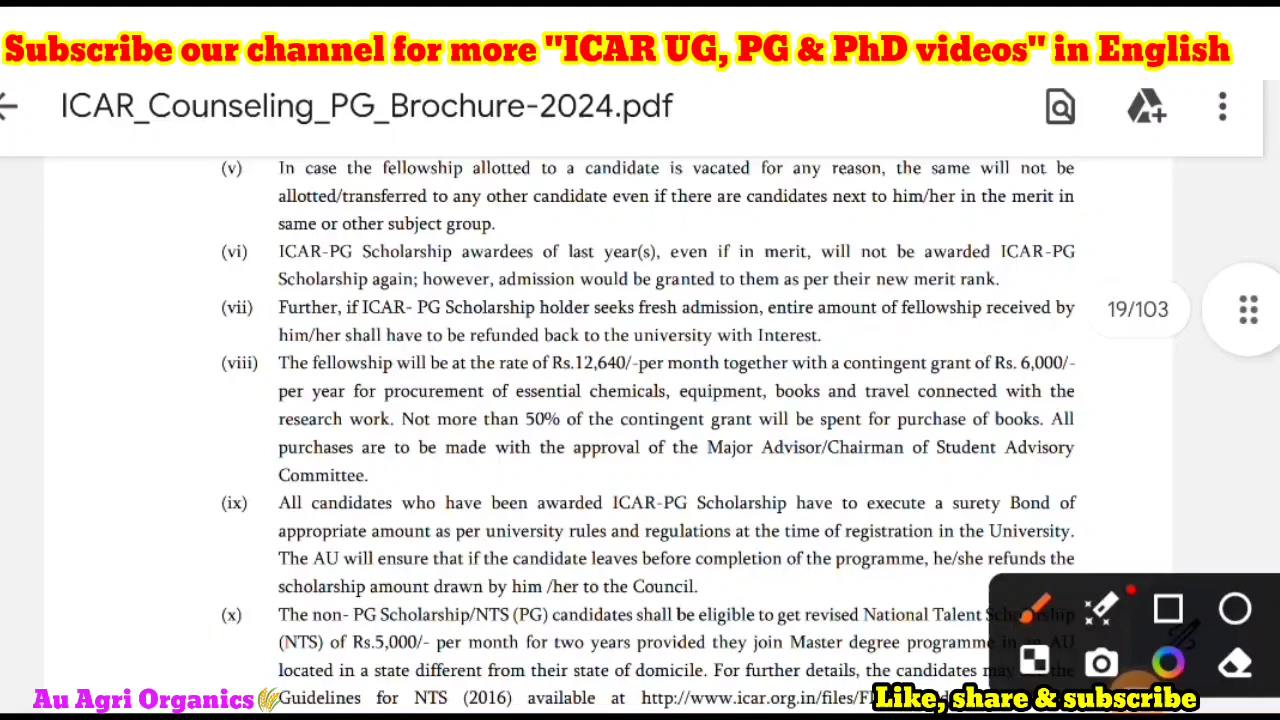 Subscribe our channel for more "ICAR UG, PG & PhD videos" in English
ICAR_Counseling_PG_Brochure-2024.pdf
(v) In case the fellowship allotted to a candidate is vacated for any reason, the same will not be
allotted/transferred to any other candidate even if there are candidates next to him/her in the merit in
same or other subject group.
(vi) ICAR-PG Scholarship awardees of last year(s), even if in merit, will not be awarded ICAR-PG
Scholarship again; however, admission would be granted to them as per their new merit rank.
(vii) Further, if ICAR- PG Scholarship holder seeks fresh admission, entire amount of fellowship received by
19/103
him/her shall have to be refunded back to the university with Interest.
(viii) The fellowship will be at the rate of Rs.12,640/-per month together with a contingent grant of Rs. 6,000/-
per year for procurement of essential chemicals, equipment, books and travel connected with the
research work. Not more than 50% of the contingent grant will be spent for purchase of books. All
purchases are to be made with the approval of the Major Advisor/Chairman of Student Advisory
Committee.
(ix) All candidates who have been awarded ICAR-PG Scholarship have to execute a surety Bond of
appropriate amount as per university rules and regulations at the time of registration in the University.
The AU will ensure that if the candidate leaves before completion of the programme, he/she refunds the
scholarship amount drawn by him /her to the Council.
(x) The non- PG Scholarship/NTS (PG) candidates shall be eligible to get revised National Talent Scholarship
(NTS) of Rs.5,000/- per month for two years provided they join Master degree programme in an AU
located in a state different from their state of domicile. For further details, the candidates may the
Guidelines for NTS (2016) available at http://www.icar.org.in/files/
Au Agri Organics
Like, share & subscribe